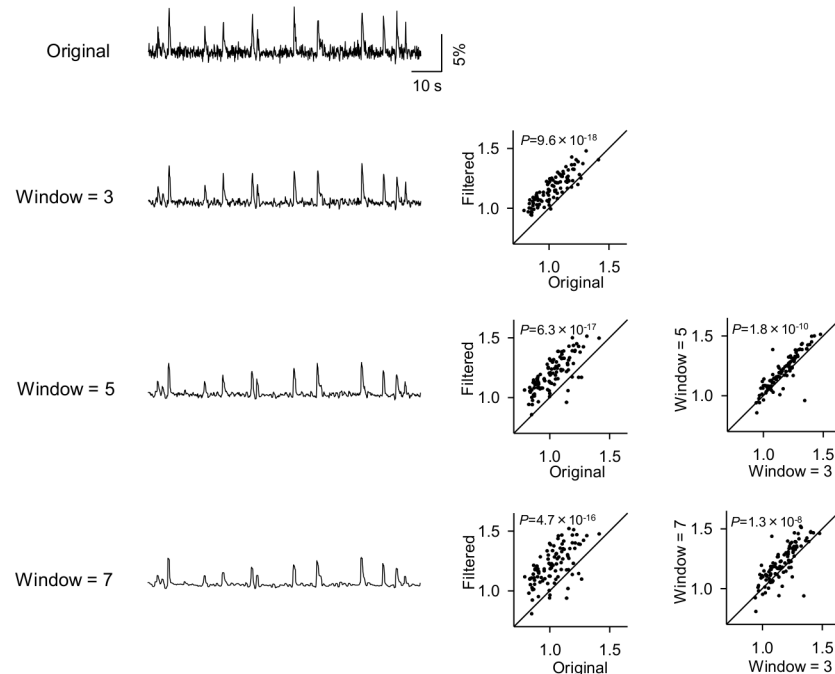 Original
5%
10 s
Window = 3
P=9.6×10-18
Filtered
1.5
1.0
1.0
1.5
Original
Window = 5
P=6.3×10-17
Filtered
1.5
1.0
1.0
1.5
Original
P=1.8×10-10
Window = 5
1.5
1.0
1.0
1.5
Window = 3
Window = 7
P=4.7×10-16
Filtered
1.5
1.0
1.0
1.5
Original
P=1.3×10-8
Window = 7
1.5
1.0
1.0
1.5
Window = 3